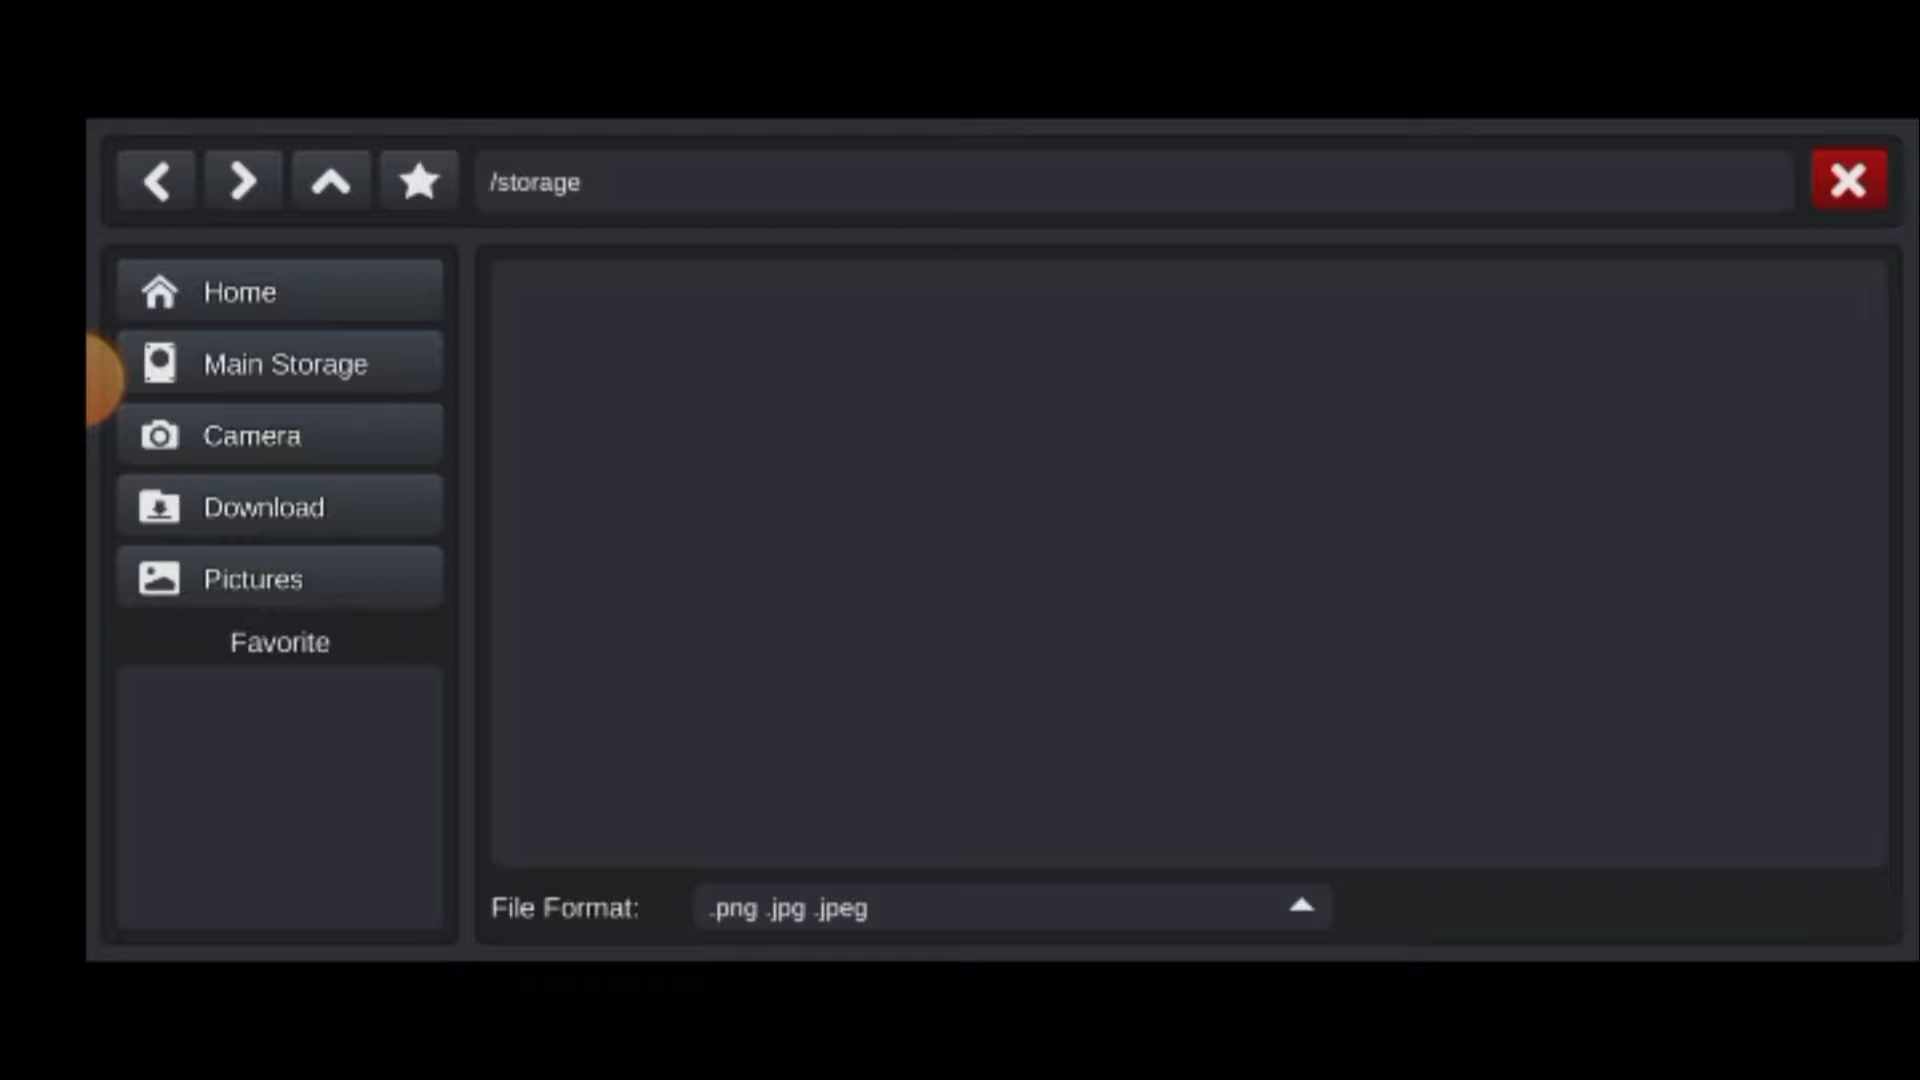 /storage
Home
Main Storage
Camera
Download
Pictures
Favorite
File Format:
.png .jpg .jpeg